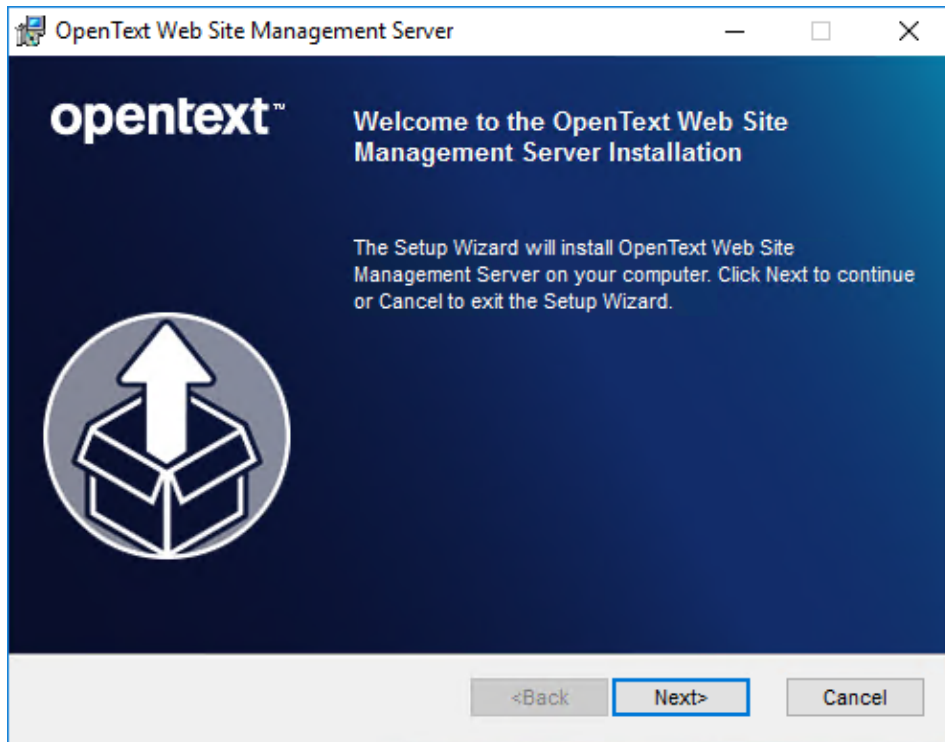 OpenText Web Site Management Server
opentext™
Welcome to the OpenText Web Site
Management Server Installation
The Setup Wizard will install OpenText Web Site
Management Server on your computer. Click Next to continue
or Cancel to exit the Setup Wizard.
<Back
Next>
Cancel